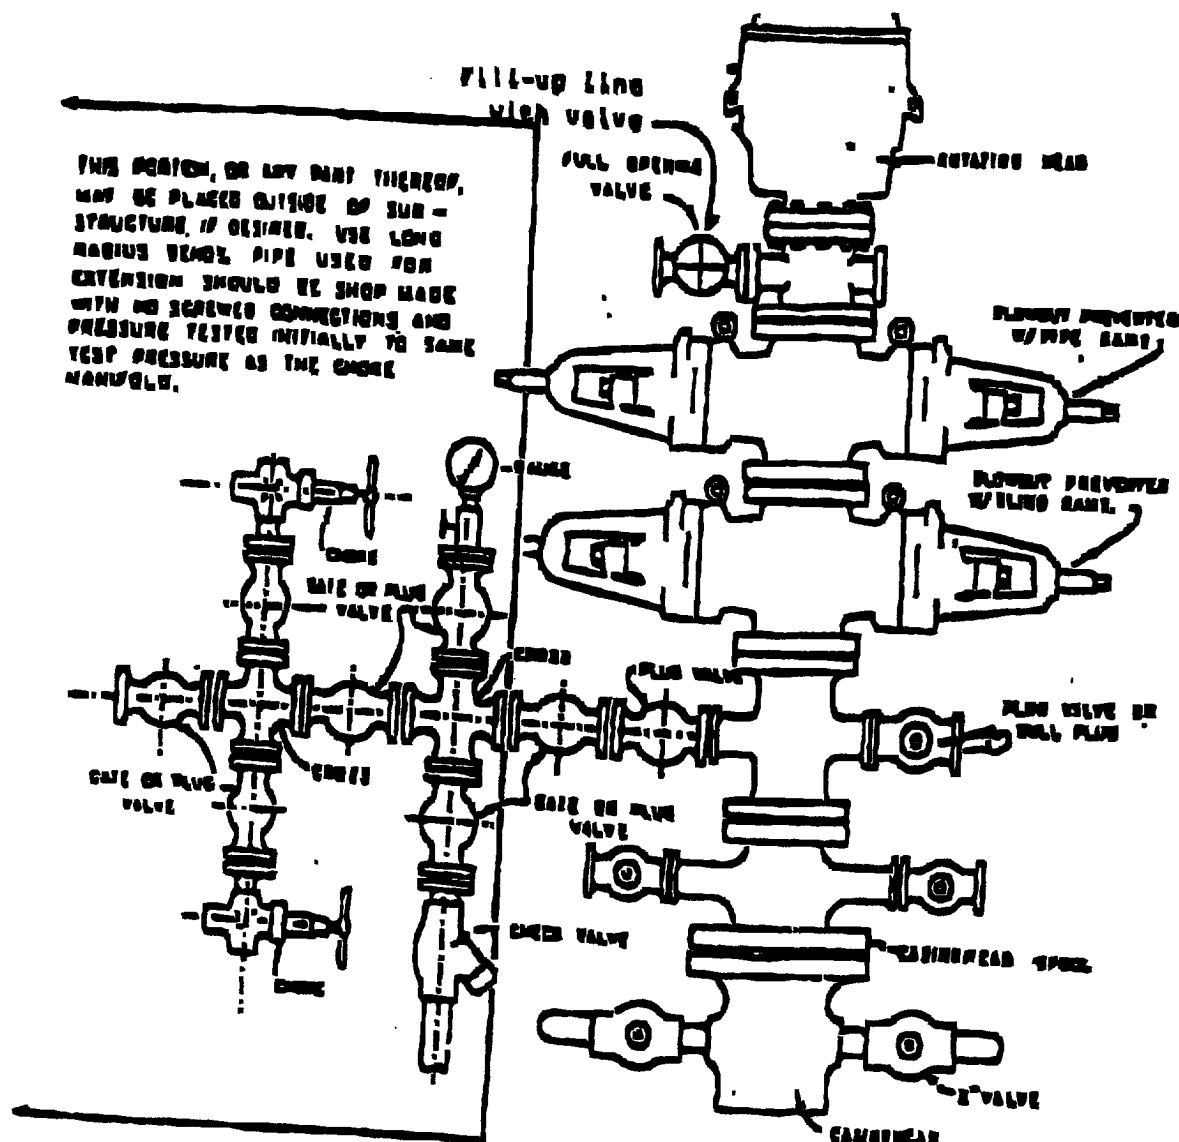 Fill-up Line
with valve
FULL OPENING
VALVE
ROTATING HEAD
THIS PORTION, OR ANY PART THEREOF,
MAY BE PLACED OUTSIDE OF SUB-
STRUCTURE, IF DESIRED. USE LONG
RADIUS BENDS. PIPE USED FOR
EXTENSION SHOULD BE SHOP MADE
WITH NO SCREWED CONNECTIONS AND
PRESSURE TESTED INITIALLY TO SAME
TEST PRESSURE AS THE CHOKE
MANIFOLD.
BLOWOUT PREVENTER
W/PIPE RAMS.
GAUGE
BLOWOUT PREVENTER
W/BLIND RAMS.
CHOKE
GATE OR PLUG
VALVE
CROSS
PLUG VALVE
PLUG VALVE OR
BULL PLUG
GATE OR PLUG
VALVE
CROSS
GATE OR PLUG
VALVE
CHECK VALVE
CASINGHEAD SPOOL
CHOKE
2" VALVE
CASINGHEAD